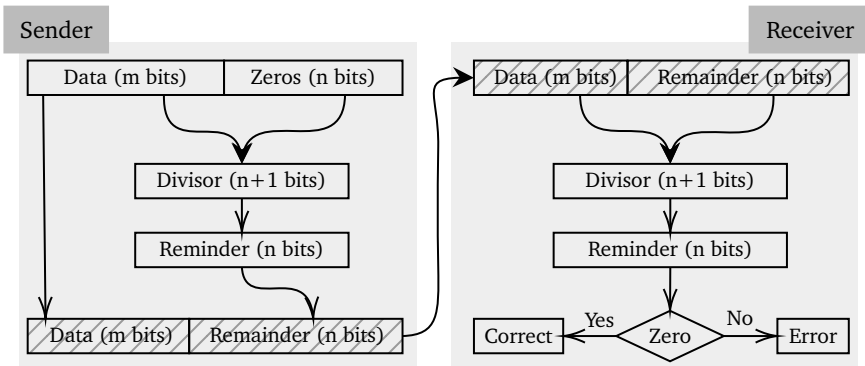 Sender
Receiver
Data (m bits)
Zeros (n bits)
Data (m bits)
Remainder (n bits)
Divisor (n+1 bits)
Divisor (n+1 bits)
Reminder (n bits)
Reminder (n bits)
Data (m bits)
Remainder (n bits)
Correct
Yes
Zero
No
Error